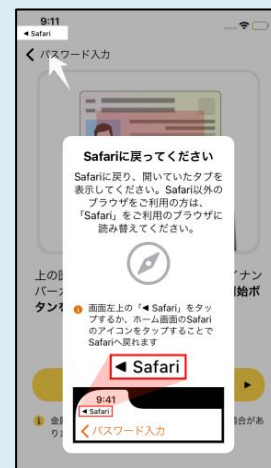 9:11
◀ Safari
パスワード入力
Safariに戻ってください
Safariに戻り、開いていたタブを
表示してください。Safari以外の
ブラウザをご利用の方は、
「Safari」をご利用のブラウザに
読み替えてください。
上の
イナン
バー
始ボ
タンを
画面左上の「◀ Safari」をタッ
プするか、ホーム画面のSafari
のアイコンをタップすることで
Safariへ戻れます
◀ Safari
9:41
◀ Safari
パスワード入力
金
合があ
り